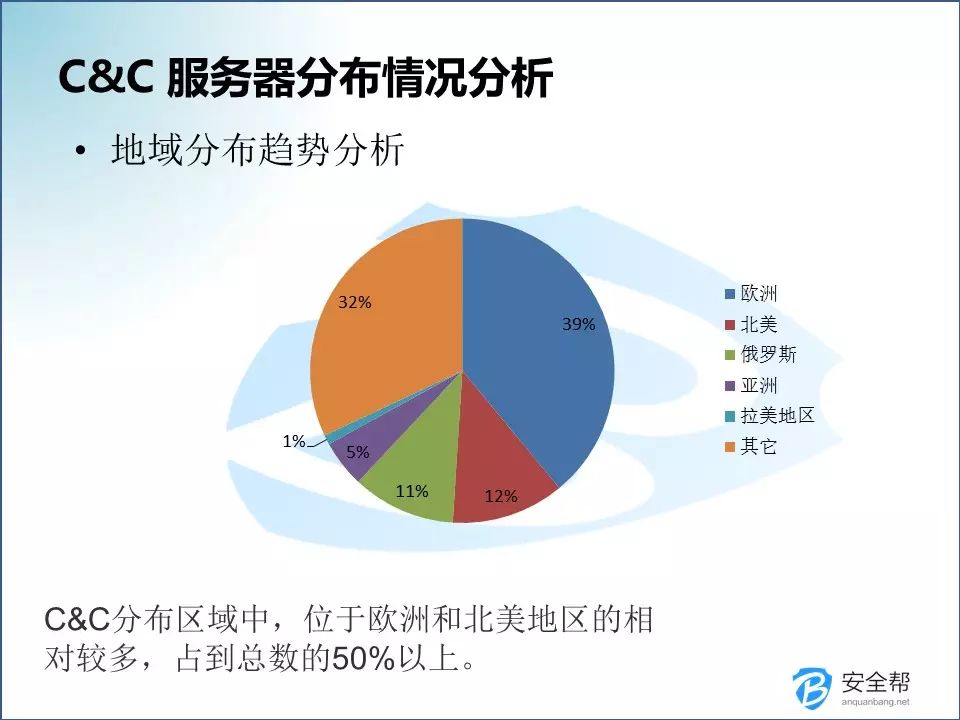 C&C 服务器分布情况分析
• 地域分布趋势分析
32%
39%
1%
5%
11%
12%
欧洲
北美
俄罗斯
亚洲
拉美地区
其它
C&C分布区域中，位于欧洲和北美地区的相
对较多，占到总数的50%以上。
安全帮
anquanbang.net